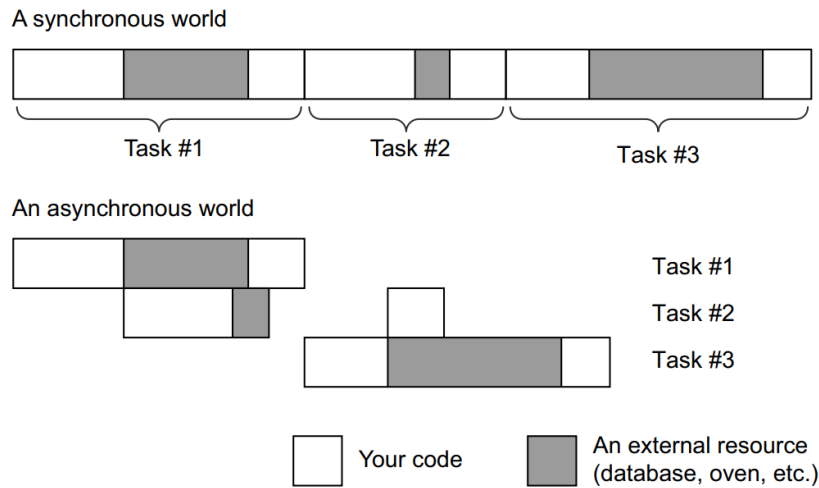 A synchronous world
Task #1
Task #2
Task #3
An asynchronous world
Task #1
Task #2
Task #3
Your code
An external resource
(database, oven, etc.)